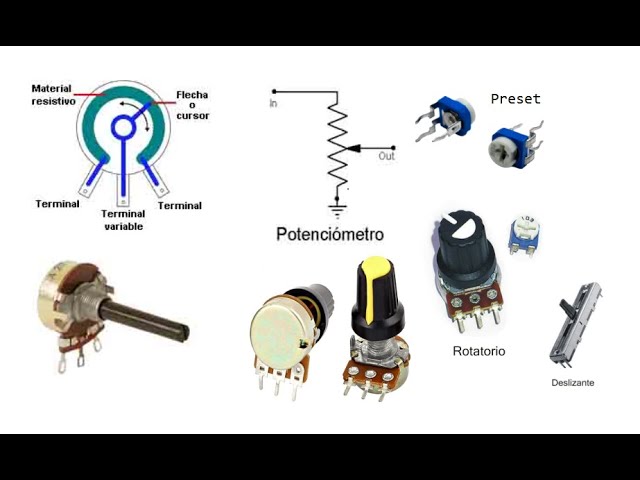 Material
resistivo
Flecha
o
cursor
Terminal
Terminal
variable
Terminal
In
Out
Potenciómetro
Preset
Rotatorio
Deslizante